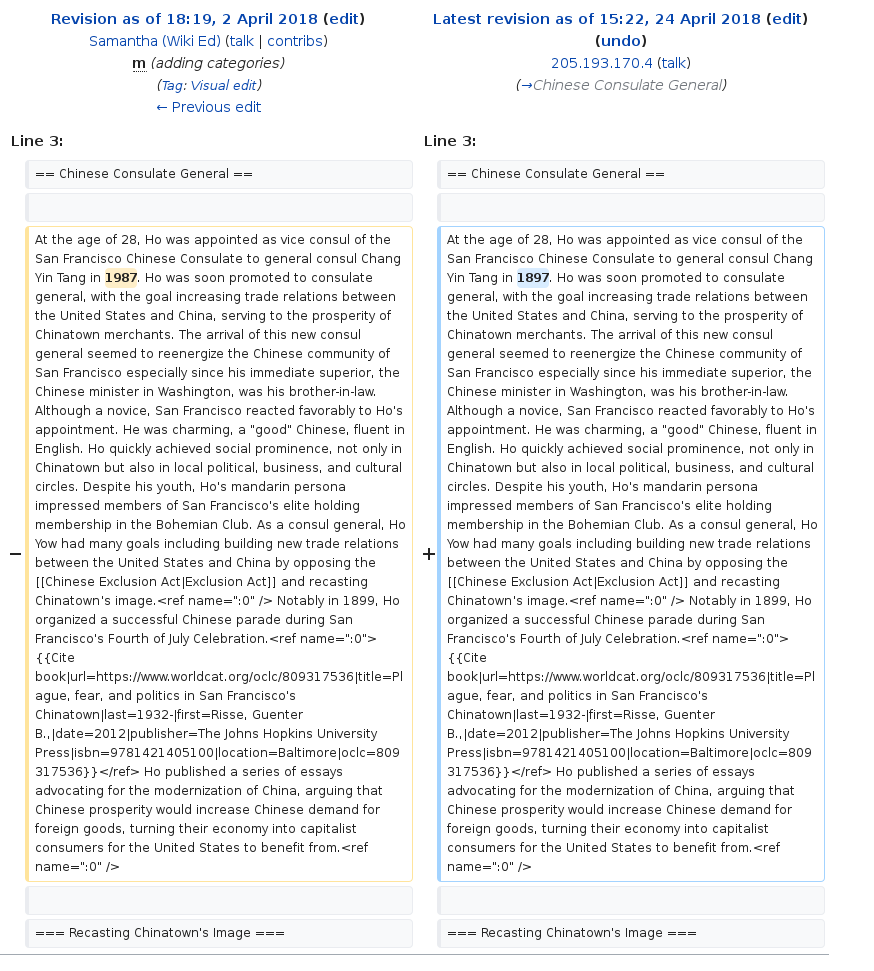 Revision as of 18:19, 2 April 2018 (edit)
Samantha (Wiki Ed) (talk | contribs)
m (adding categories)
(Tag: Visual edit)
← Previous edit
Latest revision as of 15:22, 24 April 2018 (edit)
(undo)
205.193.170.4 (talk)
(→Chinese Consulate General)
Line 3:
Line 3:
== Chinese Consulate General ==
== Chinese Consulate General ==
−
At the age of 28, Ho was appointed as vice consul of the
San Francisco Chinese Consulate to general consul Chang
Yin Tang in 1987. Ho was soon promoted to consulate
general, with the goal increasing trade relations between
the United States and China, serving to the prosperity of
Chinatown merchants. The arrival of this new consul
general seemed to reenergize the Chinese community of
San Francisco especially since his immediate superior, the
Chinese minister in Washington, was his brother-in-law.
Although a novice, San Francisco reacted favorably to Ho's
appointment. He was charming, a "good" Chinese, fluent in
English. Ho quickly achieved social prominence, not only in
Chinatown but also in local political, business, and cultural
circles. Despite his youth, Ho's mandarin persona
impressed members of San Francisco's elite holding
membership in the Bohemian Club. As a consul general, Ho
Yow had many goals including building new trade relations
between the United States and China by opposing the
[[Chinese Exclusion Act|Exclusion Act]] and recasting
Chinatown's image.<ref name=":0" /> Notably in 1899, Ho
organized a successful Chinese parade during San
Francisco's Fourth of July Celebration.<ref name=":0">
{{Cite
book|url=https://www.worldcat.org/oclc/809317536|title=Pl
ague, fear, and politics in San Francisco's
Chinatown|last=1932-|first=Risse, Guenter
B.,|date=2012|publisher=The Johns Hopkins University
Press|isbn=9781421405100|location=Baltimore|oclc=809
317536}}</ref> Ho published a series of essays
advocating for the modernization of China, arguing that
Chinese prosperity would increase Chinese demand for
foreign goods, turning their economy into capitalist
consumers for the United States to benefit from.<ref
name=":0" />
+
At the age of 28, Ho was appointed as vice consul of the
San Francisco Chinese Consulate to general consul Chang
Yin Tang in 1897. Ho was soon promoted to consulate
general, with the goal increasing trade relations between
the United States and China, serving to the prosperity of
Chinatown merchants. The arrival of this new consul
general seemed to reenergize the Chinese community of
San Francisco especially since his immediate superior, the
Chinese minister in Washington, was his brother-in-law.
Although a novice, San Francisco reacted favorably to Ho's
appointment. He was charming, a "good" Chinese, fluent in
English. Ho quickly achieved social prominence, not only in
Chinatown but also in local political, business, and cultural
circles. Despite his youth, Ho's mandarin persona
impressed members of San Francisco's elite holding
membership in the Bohemian Club. As a consul general, Ho
Yow had many goals including building new trade relations
between the United States and China by opposing the
[[Chinese Exclusion Act|Exclusion Act]] and recasting
Chinatown's image.<ref name=":0" /> Notably in 1899, Ho
organized a successful Chinese parade during San
Francisco's Fourth of July Celebration.<ref name=":0">
{{Cite
book|url=https://www.worldcat.org/oclc/809317536|title=Pl
ague, fear, and politics in San Francisco's
Chinatown|last=1932-|first=Risse, Guenter
B.,|date=2012|publisher=The Johns Hopkins University
Press|isbn=9781421405100|location=Baltimore|oclc=809
317536}}</ref> Ho published a series of essays
advocating for the modernization of China, arguing that
Chinese prosperity would increase Chinese demand for
foreign goods, turning their economy into capitalist
consumers for the United States to benefit from.<ref
name=":0" />
=== Recasting Chinatown's Image ===
=== Recasting Chinatown's Image ===